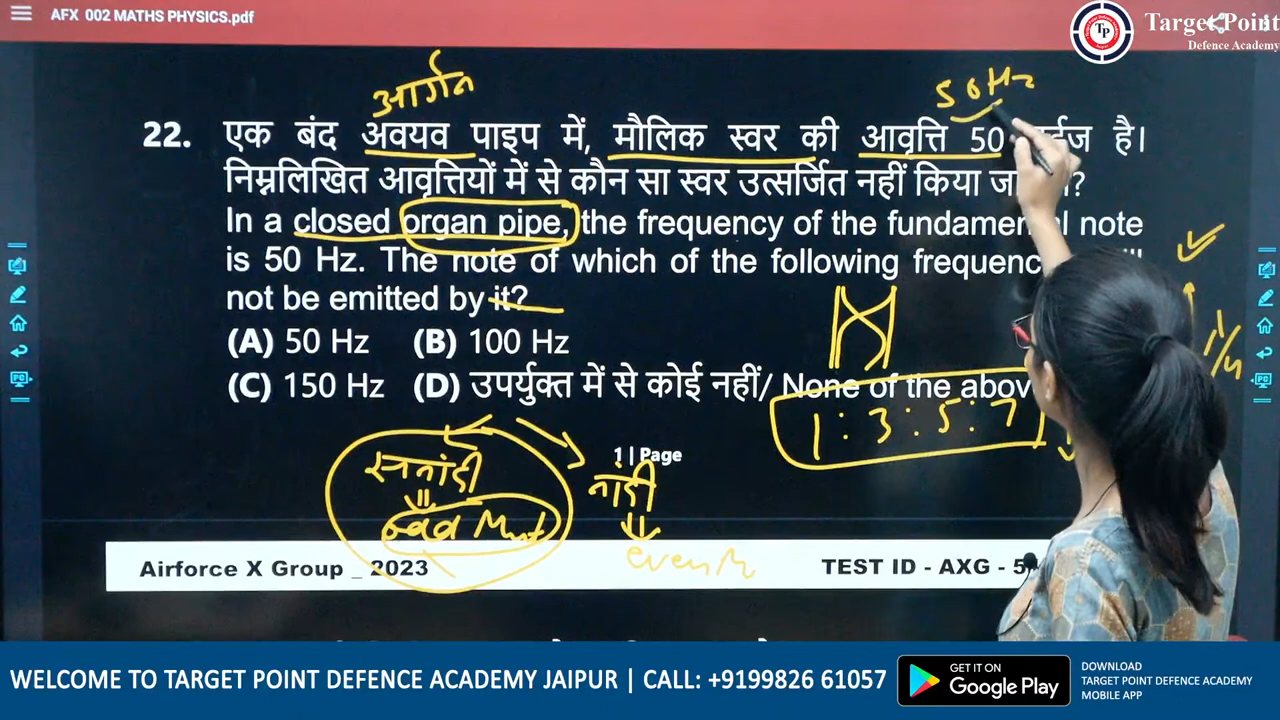 AFX 002 MATHS PHYSICS.pdf
Target Point
Defence Academy
आर्गन
50Hz
22. एक बंद अवयव पाइप में, मौलिक स्वर की आवृत्ति 50 र्ट्ज है।
निम्नलिखित आवृत्तियों में से कौन सा स्वर उत्सर्जित नहीं किया
In a closed organ pipe, the frequency of the fundamental note
is 50 Hz. The note of which of the following frequenc
not be emitted by it?
(A) 50 Hz (B) 100 Hz
(C) 150 Hz (D) उपर्युक्त में से कोई नहीं/ None of the abov
1 : 3 : 5 : 7
1 | Page
Airforce X Group _ 2023
TEST ID - AXG - 5
WELCOME TO TARGET POINT DEFENCE ACADEMY JAIPUR | CALL: +9199826 61057
GET IT ON
Google Play
DOWNLOAD
TARGET POINT DEFENCE ACADEMY
MOBILE APP